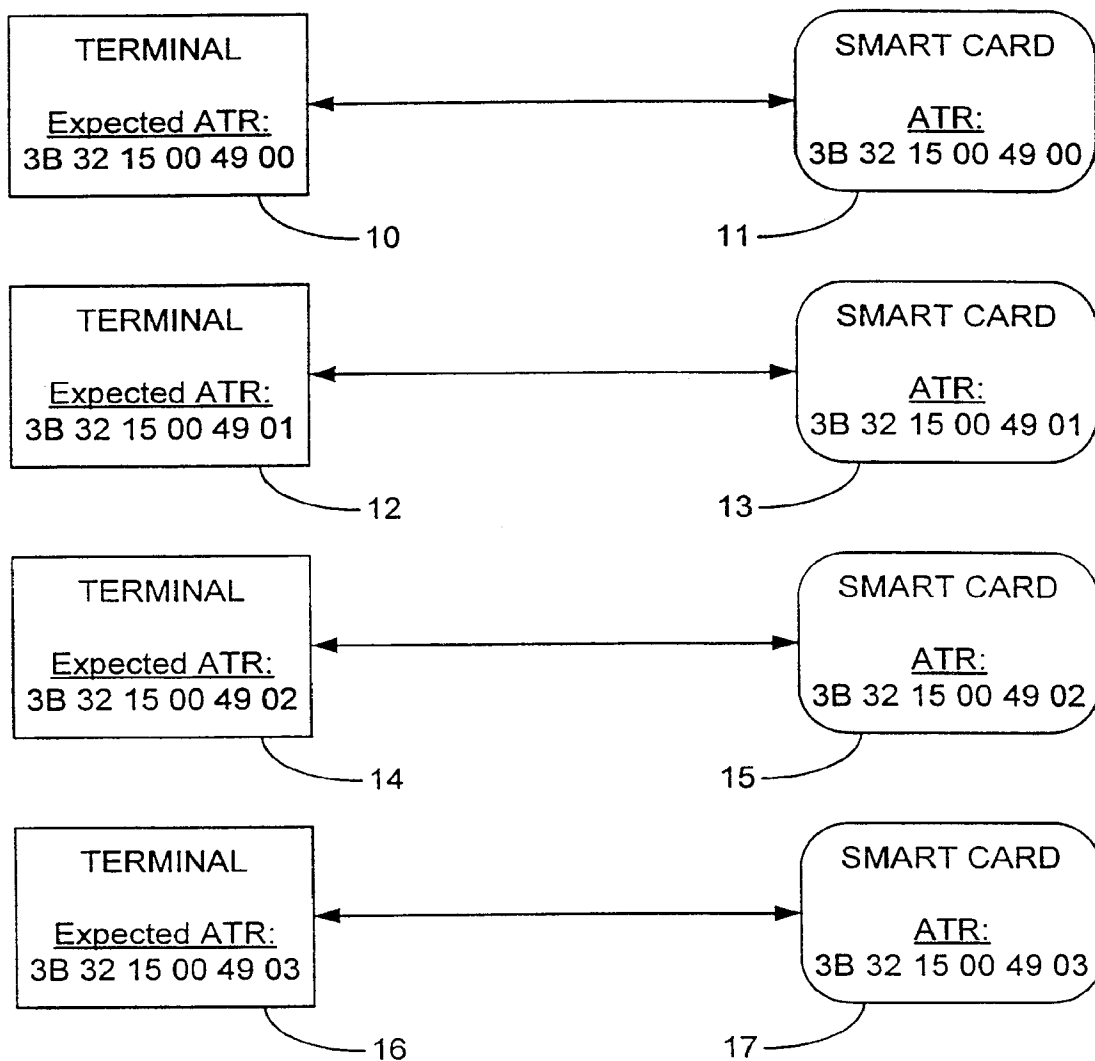 TERMINAL
Expected ATR:
3B 32 15 00 49 00
10
SMART CARD
ATR:
3B 32 15 00 49 00
11
TERMINAL
Expected ATR:
3B 32 15 00 49 01
12
SMART CARD
ATR:
3B 32 15 00 49 01
13
TERMINAL
Expected ATR:
3B 32 15 00 49 02
14
SMART CARD
ATR:
3B 32 15 00 49 02
15
TERMINAL
Expected ATR:
3B 32 15 00 49 03
16
SMART CARD
ATR:
3B 32 15 00 49 03
17